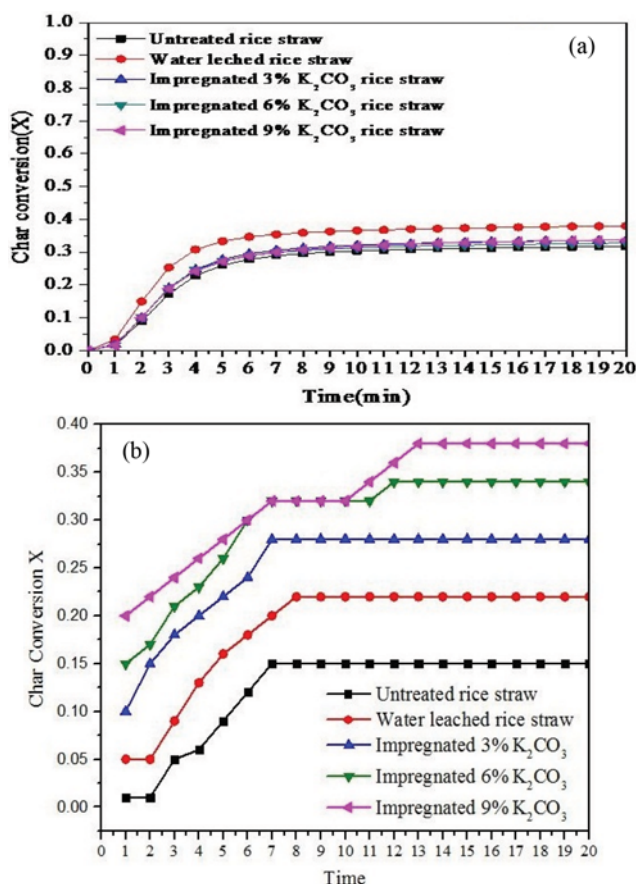 (a)
Untreated rice straw
Water leched rice straw
Impregnated 3% K₂CO₃ rice straw
Impregnated 6% K₂CO₃ rice straw
Impregnated 9% K₂CO₃ rice straw
Char conversion(X)
1.0
0.9
0.8
0.7
0.6
0.5
0.4
0.3
0.2
0.1
0.0
0 1 2 3 4 5 6 7 8 9 10 11 12 13 14 15 16 17 18 19 20
Time(min)
(b)
Char Conversion X
0.40
0.35
0.30
0.25
0.20
0.15
0.10
0.05
0.00
Untreated rice straw
Water leached rice straw
Impregnated 3% K₂CO₃
Impregnated 6% K₂CO₃
Impregnated 9% K₂CO₃
1 2 3 4 5 6 7 8 9 10 11 12 13 14 15 16 17 18 19 20
Time